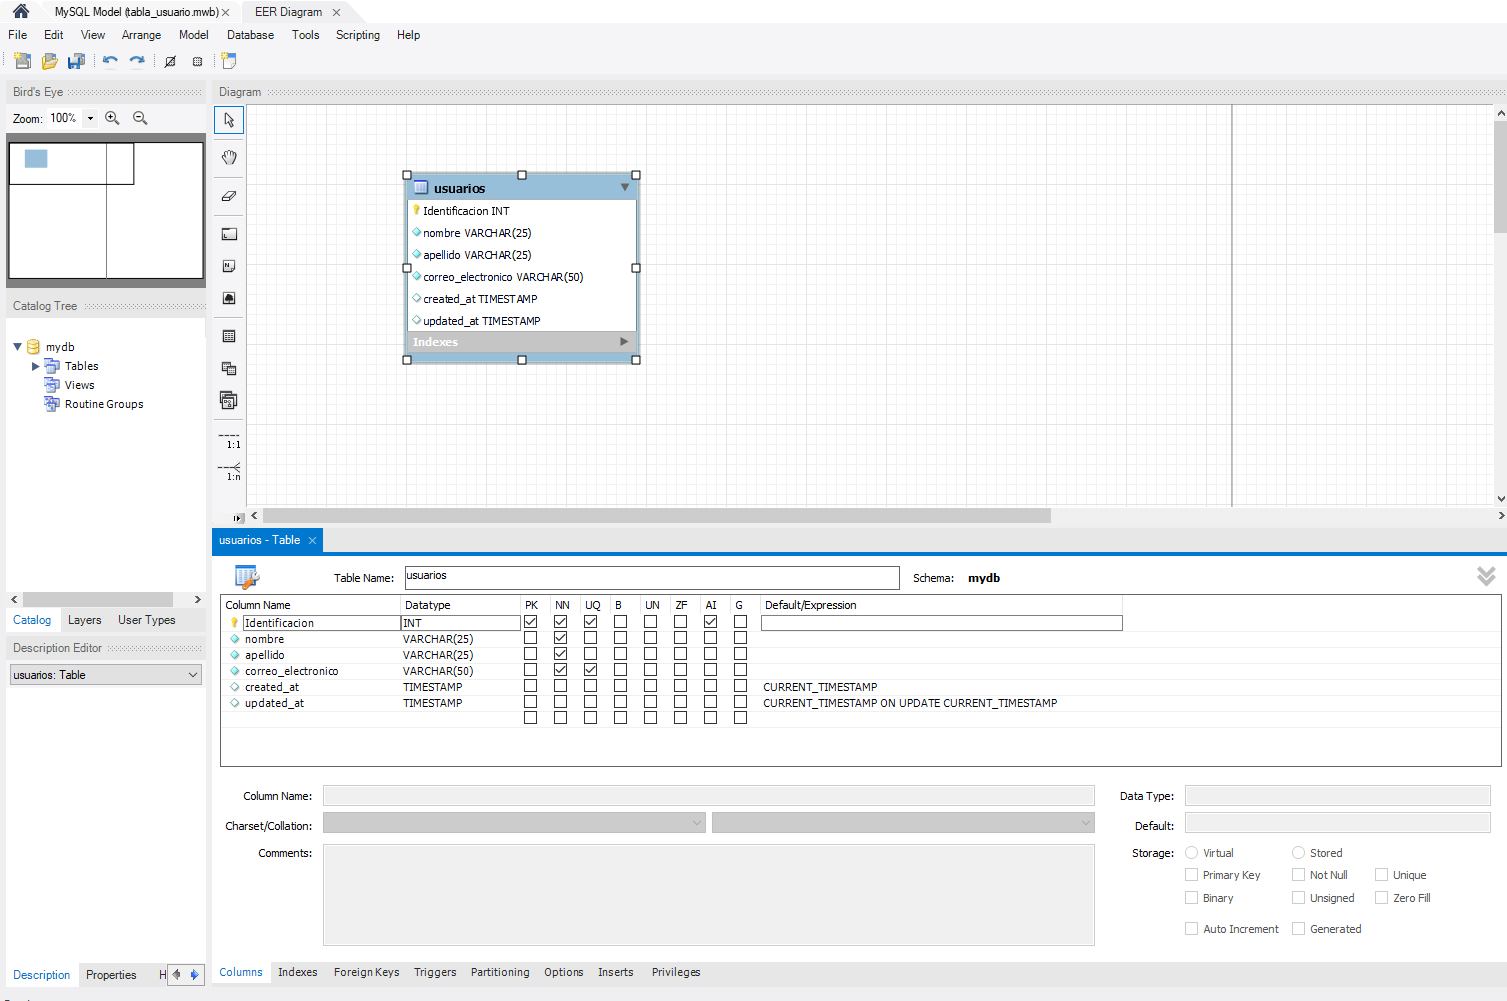 MySQL Model (tabla_usuario.mwb) EER Diagram
File Edit View Arrange Model Database Tools Scripting Help
Bird's Eye
Zoom: 100%
Catalog Tree
mydb
Tables
Views
Routine Groups
Catalog Layers User Types
Description Editor
usuarios: Table
Description Properties H
Diagram
1:1
1:n
usuarios
Identificacion INT
nombre VARCHAR(25)
apellido VARCHAR(25)
correo_electronico VARCHAR(50)
created_at TIMESTAMP
updated_at TIMESTAMP
Indexes
usuarios - Table
Table Name: usuarios Schema: mydb
Column Name Datatype PK NN UQ B UN ZF AI G Default/Expression
Identificacion INT
nombre VARCHAR(25)
apellido VARCHAR(25)
correo_electronico VARCHAR(50)
created_at TIMESTAMP CURRENT_TIMESTAMP
updated_at TIMESTAMP CURRENT_TIMESTAMP ON UPDATE CURRENT_TIMESTAMP
Column Name: Data Type:
Charset/Collation: Default:
Comments: Storage: Virtual Stored
Primary Key Not Null Unique
Binary Unsigned Zero Fill
Auto Increment Generated
Columns Indexes Foreign Keys Triggers Partitioning Options Inserts Privileges